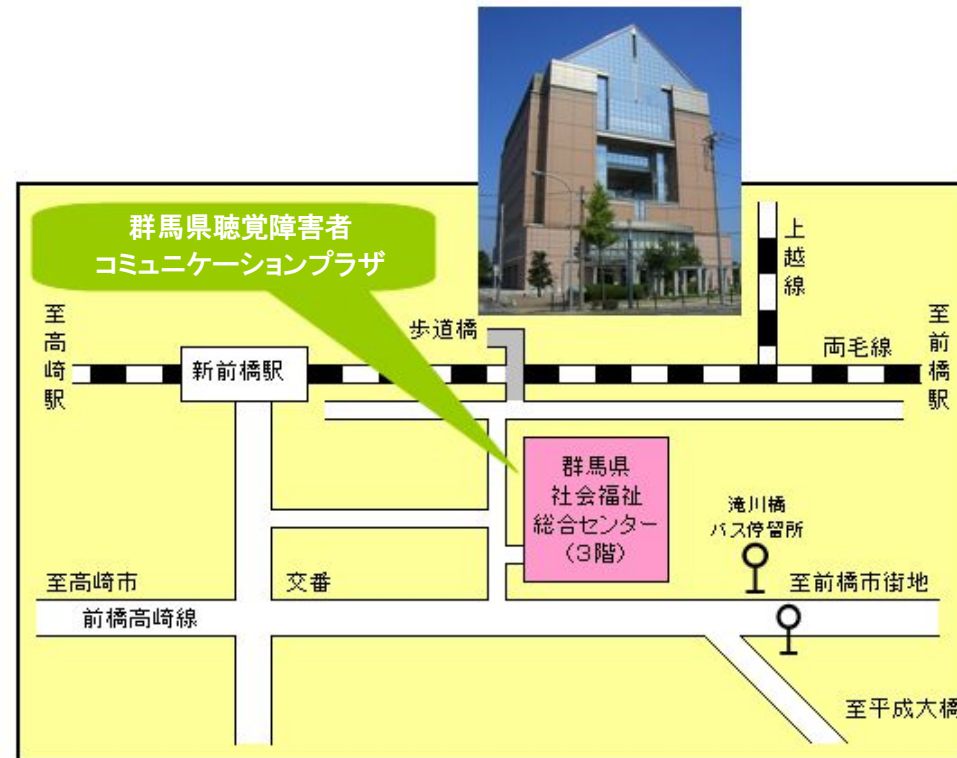 群馬県聴覚障害者
コミュニケーションプラザ
上越線
至高崎駅
歩道橋
至前橋駅
両毛線
新前橋駅
群馬県
社会福祉
総合センター
(3階)
滝川橋
バス停留所
至高崎市
交番
至前橋市街地
前橋高崎線
至平成大橋